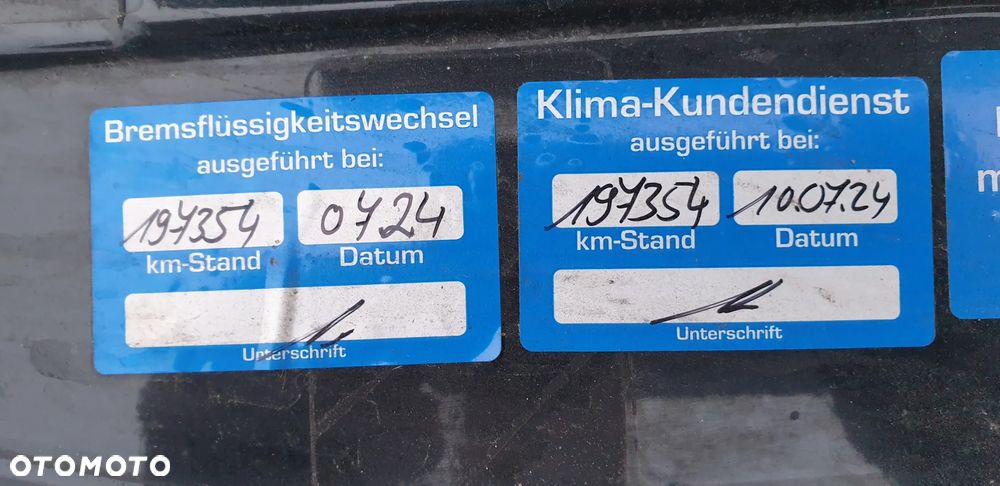 Bremsflüssigkeitswechsel
ausgeführt bei:
197354 0724
km-Stand Datum
Unterschrift
Klima-Kundendienst
ausgeführt bei:
197354 10.07.24
km-Stand Datum
Unterschrift
m
OTOMOTO